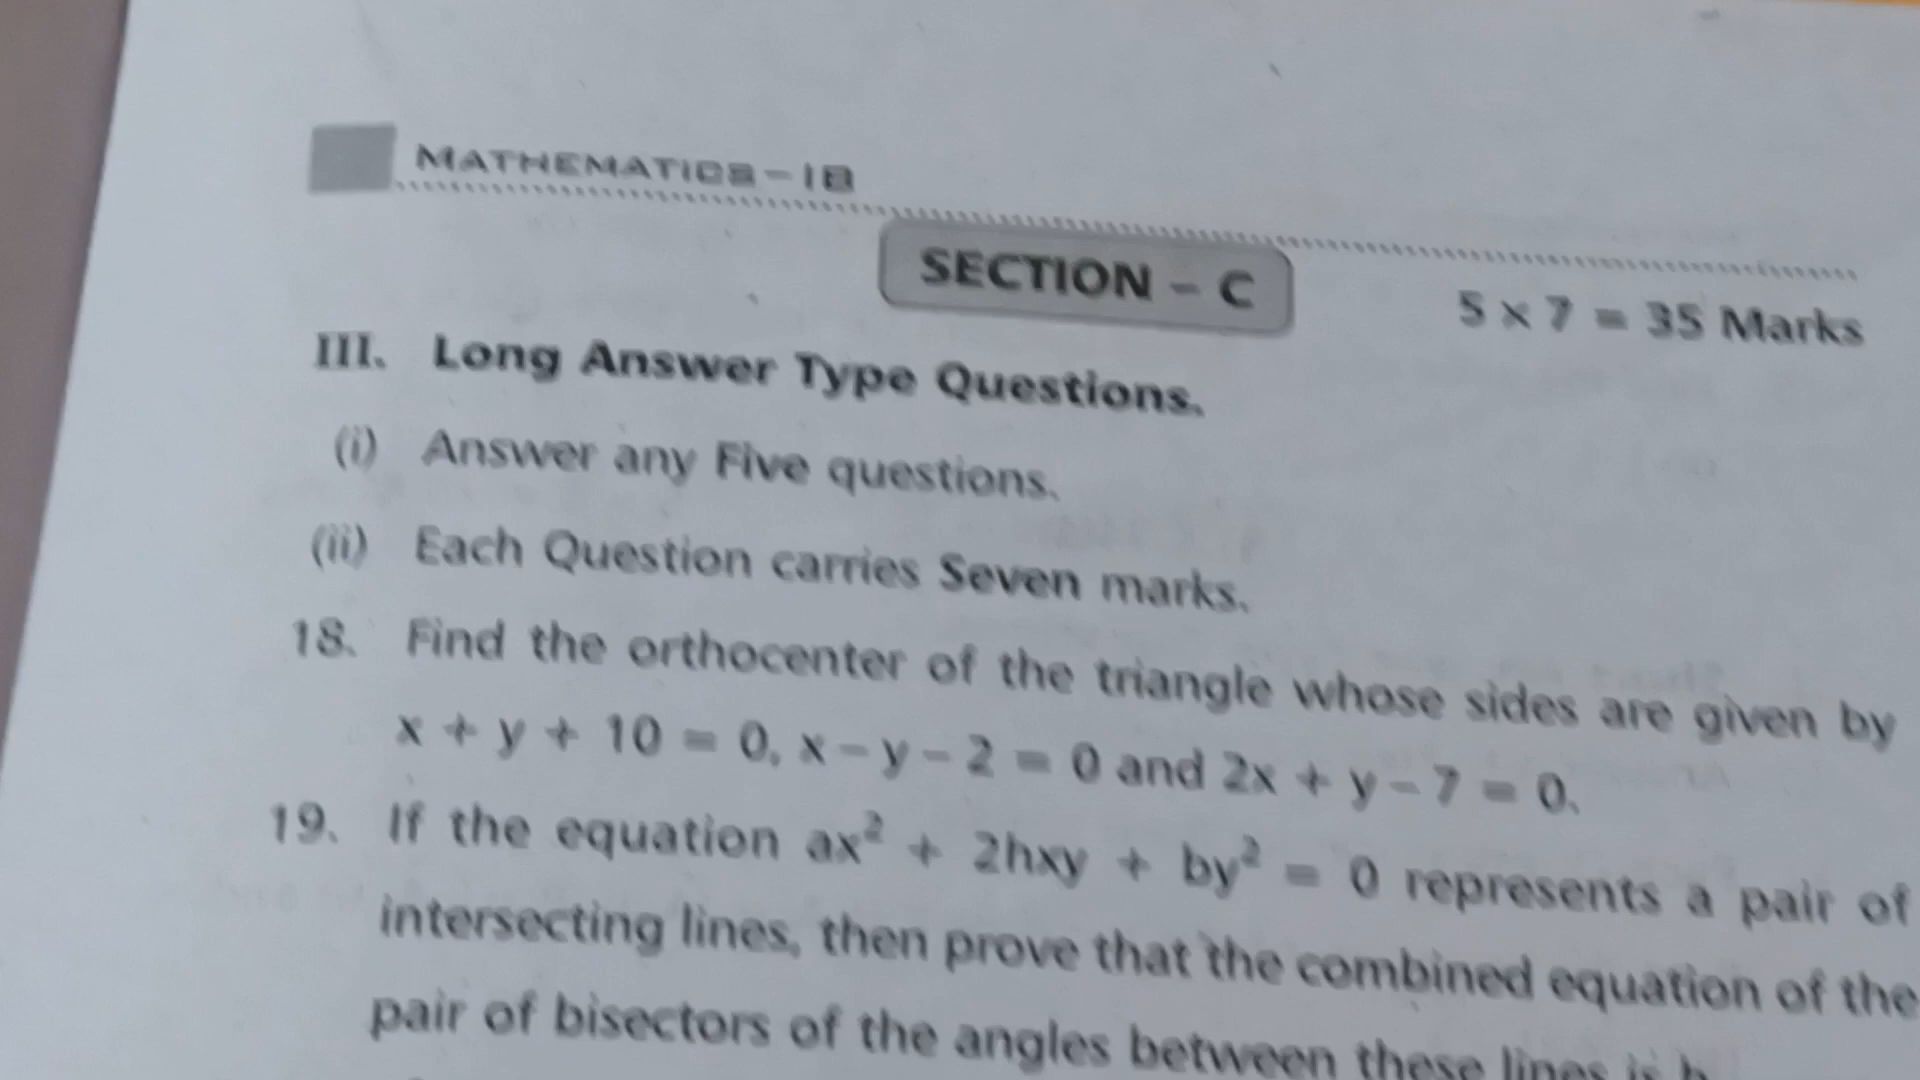 MATHEMATICS-IB
SECTION - C
5 × 7 = 35 Marks
III. Long Answer Type Questions.
(i) Answer any Five questions.
(ii) Each Question carries Seven marks.
18. Find the orthocenter of the triangle whose sides are given by
x + y + 10 = 0, x - y - 2 = 0 and 2x + y - 7 = 0.
19. If the equation ax² + 2hxy + by² = 0 represents a pair of
intersecting lines, then prove that the combined equation of the
pair of bisectors of the angles between these lines is